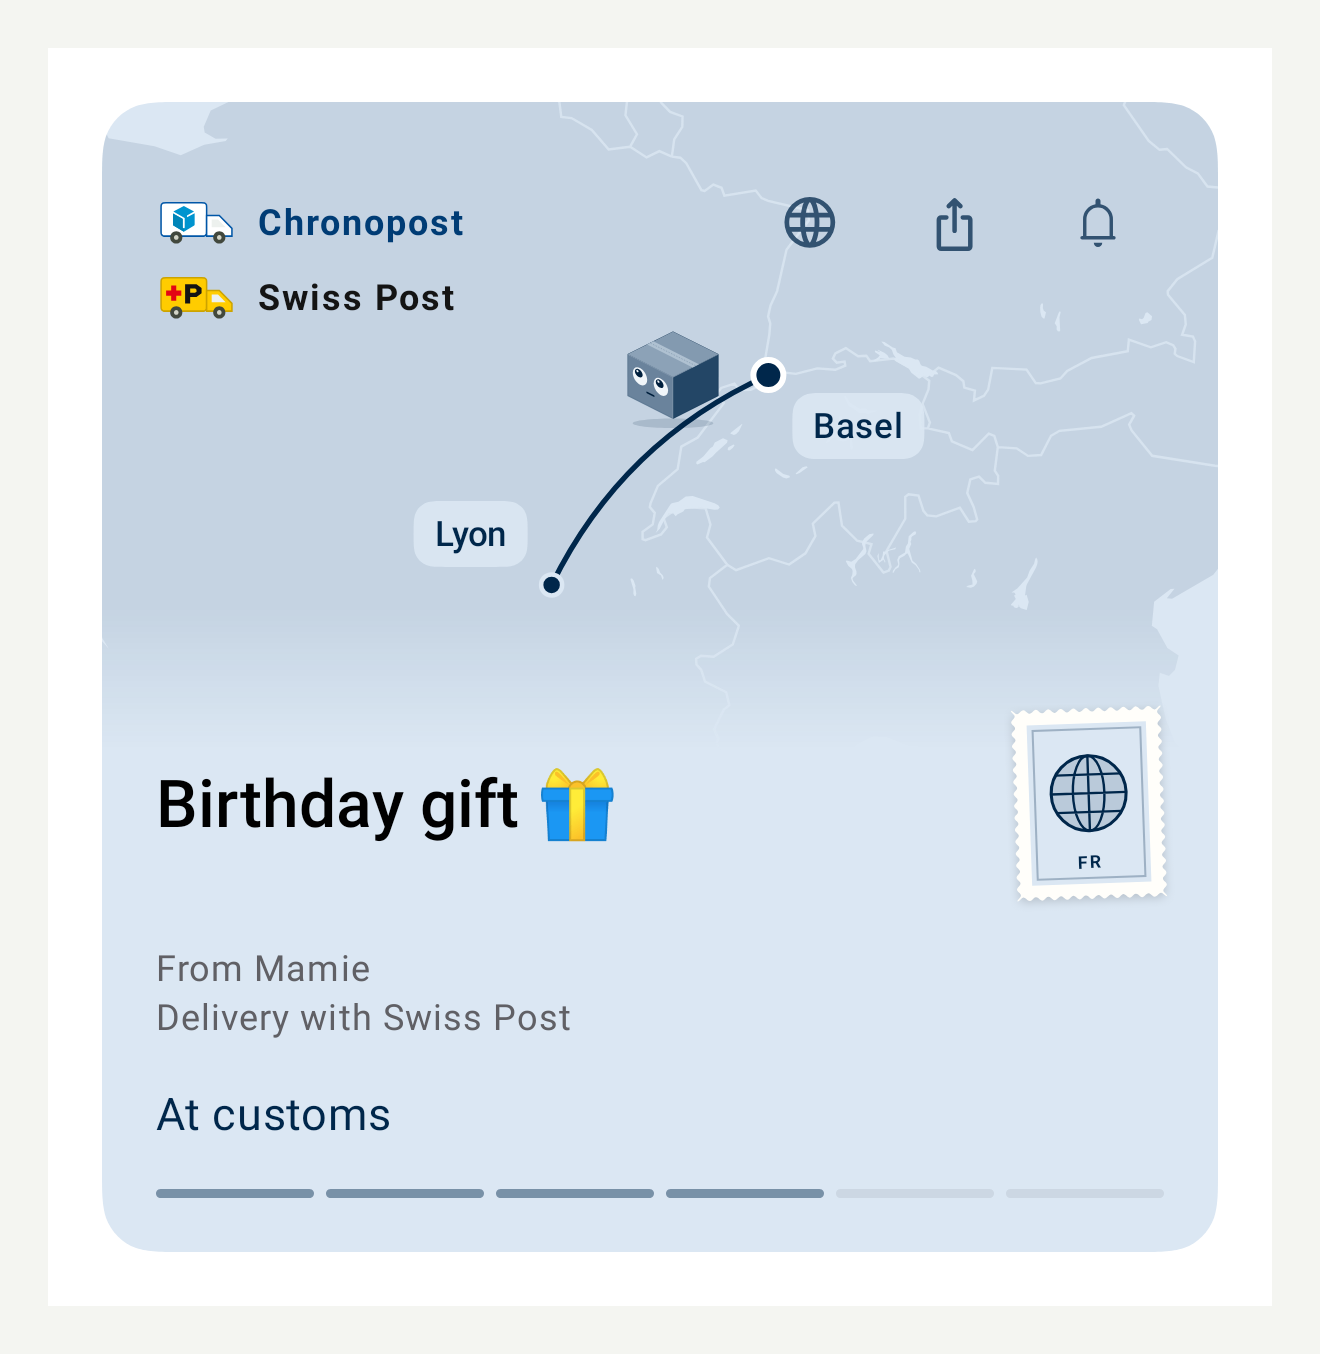 Chronopost
+P
Swiss Post
Basel
Lyon
Birthday gift
FR
From Mamie
Delivery with Swiss Post
At customs